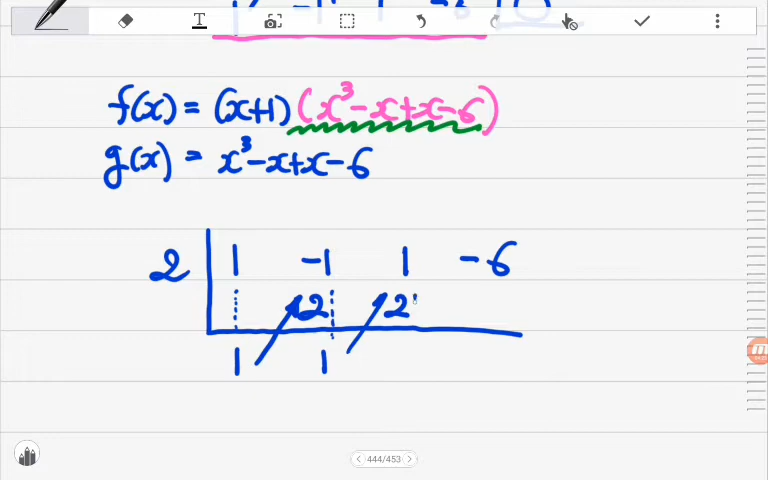 f(x) = (x+1) (x³-x+x-6)
g(x) = x³-x+x-6
2 1 -1 1 -6
2 2
1 1
444/453